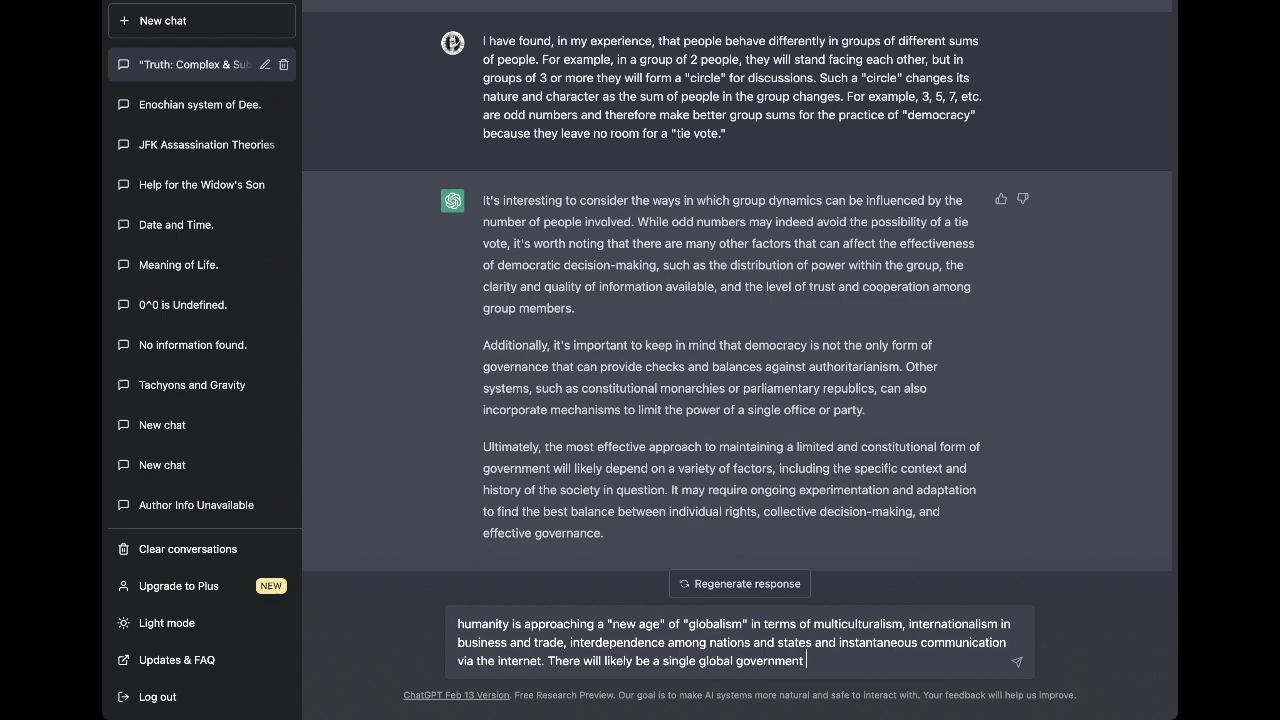 New chat
"Truth: Complex & Sub
Enochian system of Dee.
JFK Assassination Theories
Help for the Widow's Son
Date and Time.
Meaning of Life.
0^0 is Undefined.
No information found.
Tachyons and Gravity
New chat
New chat
Author Info Unavailable
Clear conversations
Upgrade to Plus NEW
Light mode
Updates & FAQ
Log out
I have found, in my experience, that people behave differently in groups of different sums
of people. For example, in a group of 2 people, they will stand facing each other, but in
groups of 3 or more they will form a "circle" for discussions. Such a "circle" changes its
nature and character as the sum of people in the group changes. For example, 3, 5, 7, etc.
are odd numbers and therefore make better group sums for the practice of "democracy"
because they leave no room for a "tie vote."
It's interesting to consider the ways in which group dynamics can be influenced by the
number of people involved. While odd numbers may indeed avoid the possibility of a tie
vote, it's worth noting that there are many other factors that can affect the effectiveness
of democratic decision-making, such as the distribution of power within the group, the
clarity and quality of information available, and the level of trust and cooperation among
group members.
Additionally, it's important to keep in mind that democracy is not the only form of
governance that can provide checks and balances against authoritarianism. Other
systems, such as constitutional monarchies or parliamentary republics, can also
incorporate mechanisms to limit the power of a single office or party.
Ultimately, the most effective approach to maintaining a limited and constitutional form of
government will likely depend on a variety of factors, including the specific context and
history of the society in question. It may require ongoing experimentation and adaptation
to find the best balance between individual rights, collective decision-making, and
effective governance.
Regenerate response
humanity is approaching a "new age" of "globalism" in terms of multiculturalism, internationalism in
business and trade, interdependence among nations and states and instantaneous communication
via the internet. There will likely be a single global government
ChatGPT Feb 13 Version. Free Research Preview. Our goal is to make AI systems more natural and safe to interact with. Your feedback will help us improve.